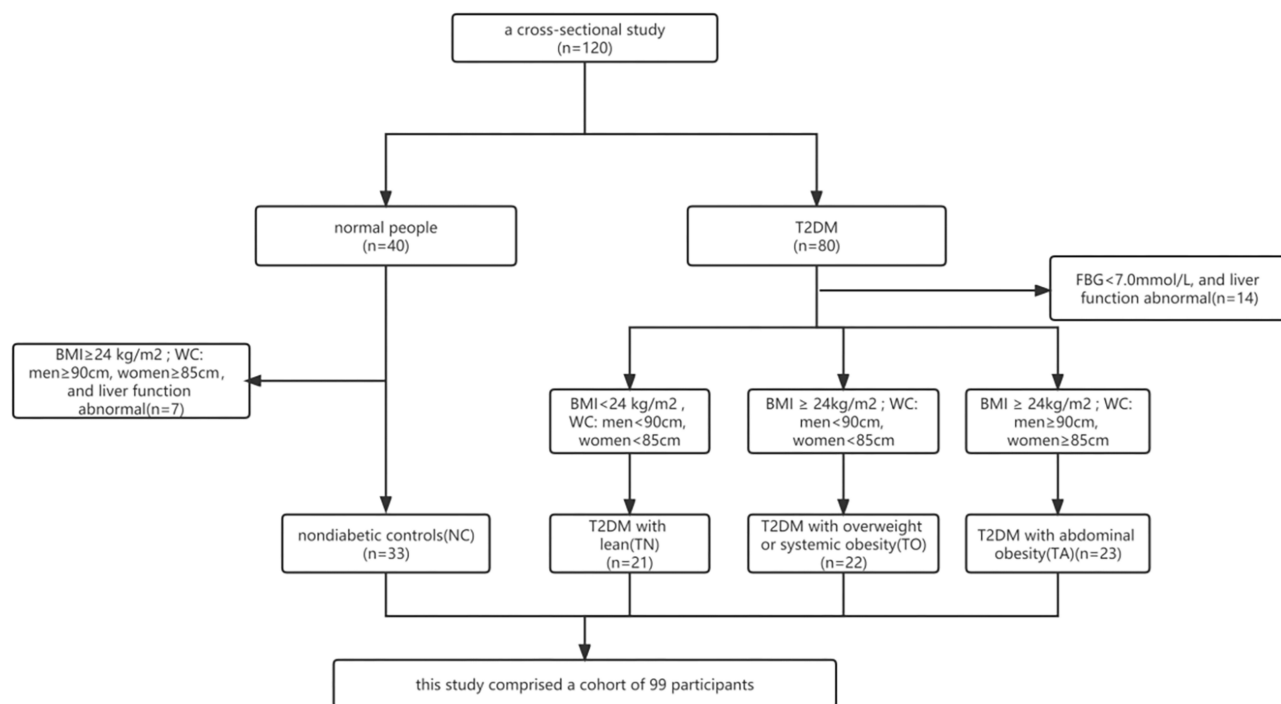 a cross-sectional study
(n=120)
normal people
(n=40)
T2DM
(n=80)
FBG<7.0mmol/L, and liver
function abnormal(n=14)
BMI≥24 kg/m2 ; WC:
men≥90cm, women≥85cm,
and liver function
abnormal(n=7)
BMI<24 kg/m2 ,
WC: men<90cm,
women<85cm
BMI ≥ 24kg/m2 ; WC:
men<90cm,
women<85cm
BMI ≥ 24kg/m2 ; WC:
men≥90cm,
women≥85cm
nondiabetic controls(NC)
(n=33)
T2DM with
lean(TN)
(n=21)
T2DM with overweight
or systemic obesity(TO)
(n=22)
T2DM with abdominal
obesity(TA)(n=23)
this study comprised a cohort of 99 participants